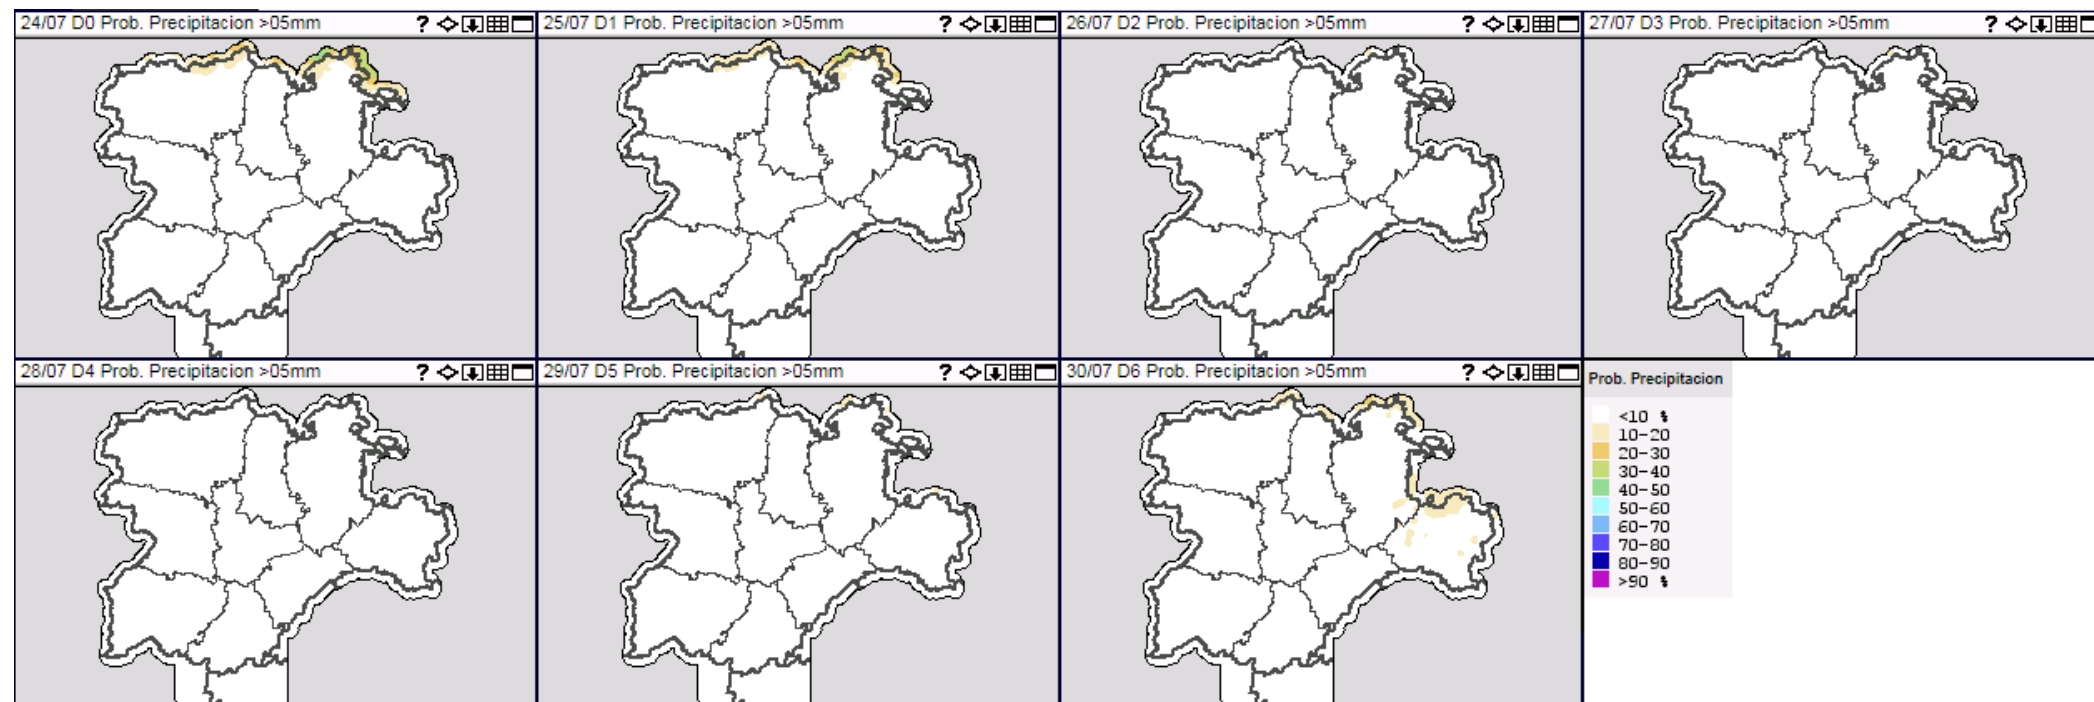 24/07 D0 Prob. Precipitacion >05mm ?
25/07 D1 Prob. Precipitacion >05mm ?
26/07 D2 Prob. Precipitacion >05mm ?
27/07 D3 Prob. Precipitacion >05mm ?
28/07 D4 Prob. Precipitacion >05mm ?
29/07 D5 Prob. Precipitacion >05mm ?
30/07 D6 Prob. Precipitacion >05mm ?
Prob. Precipitacion
<10 %
10-20
20-30
30-40
40-50
50-60
60-70
70-80
80-90
>90 %